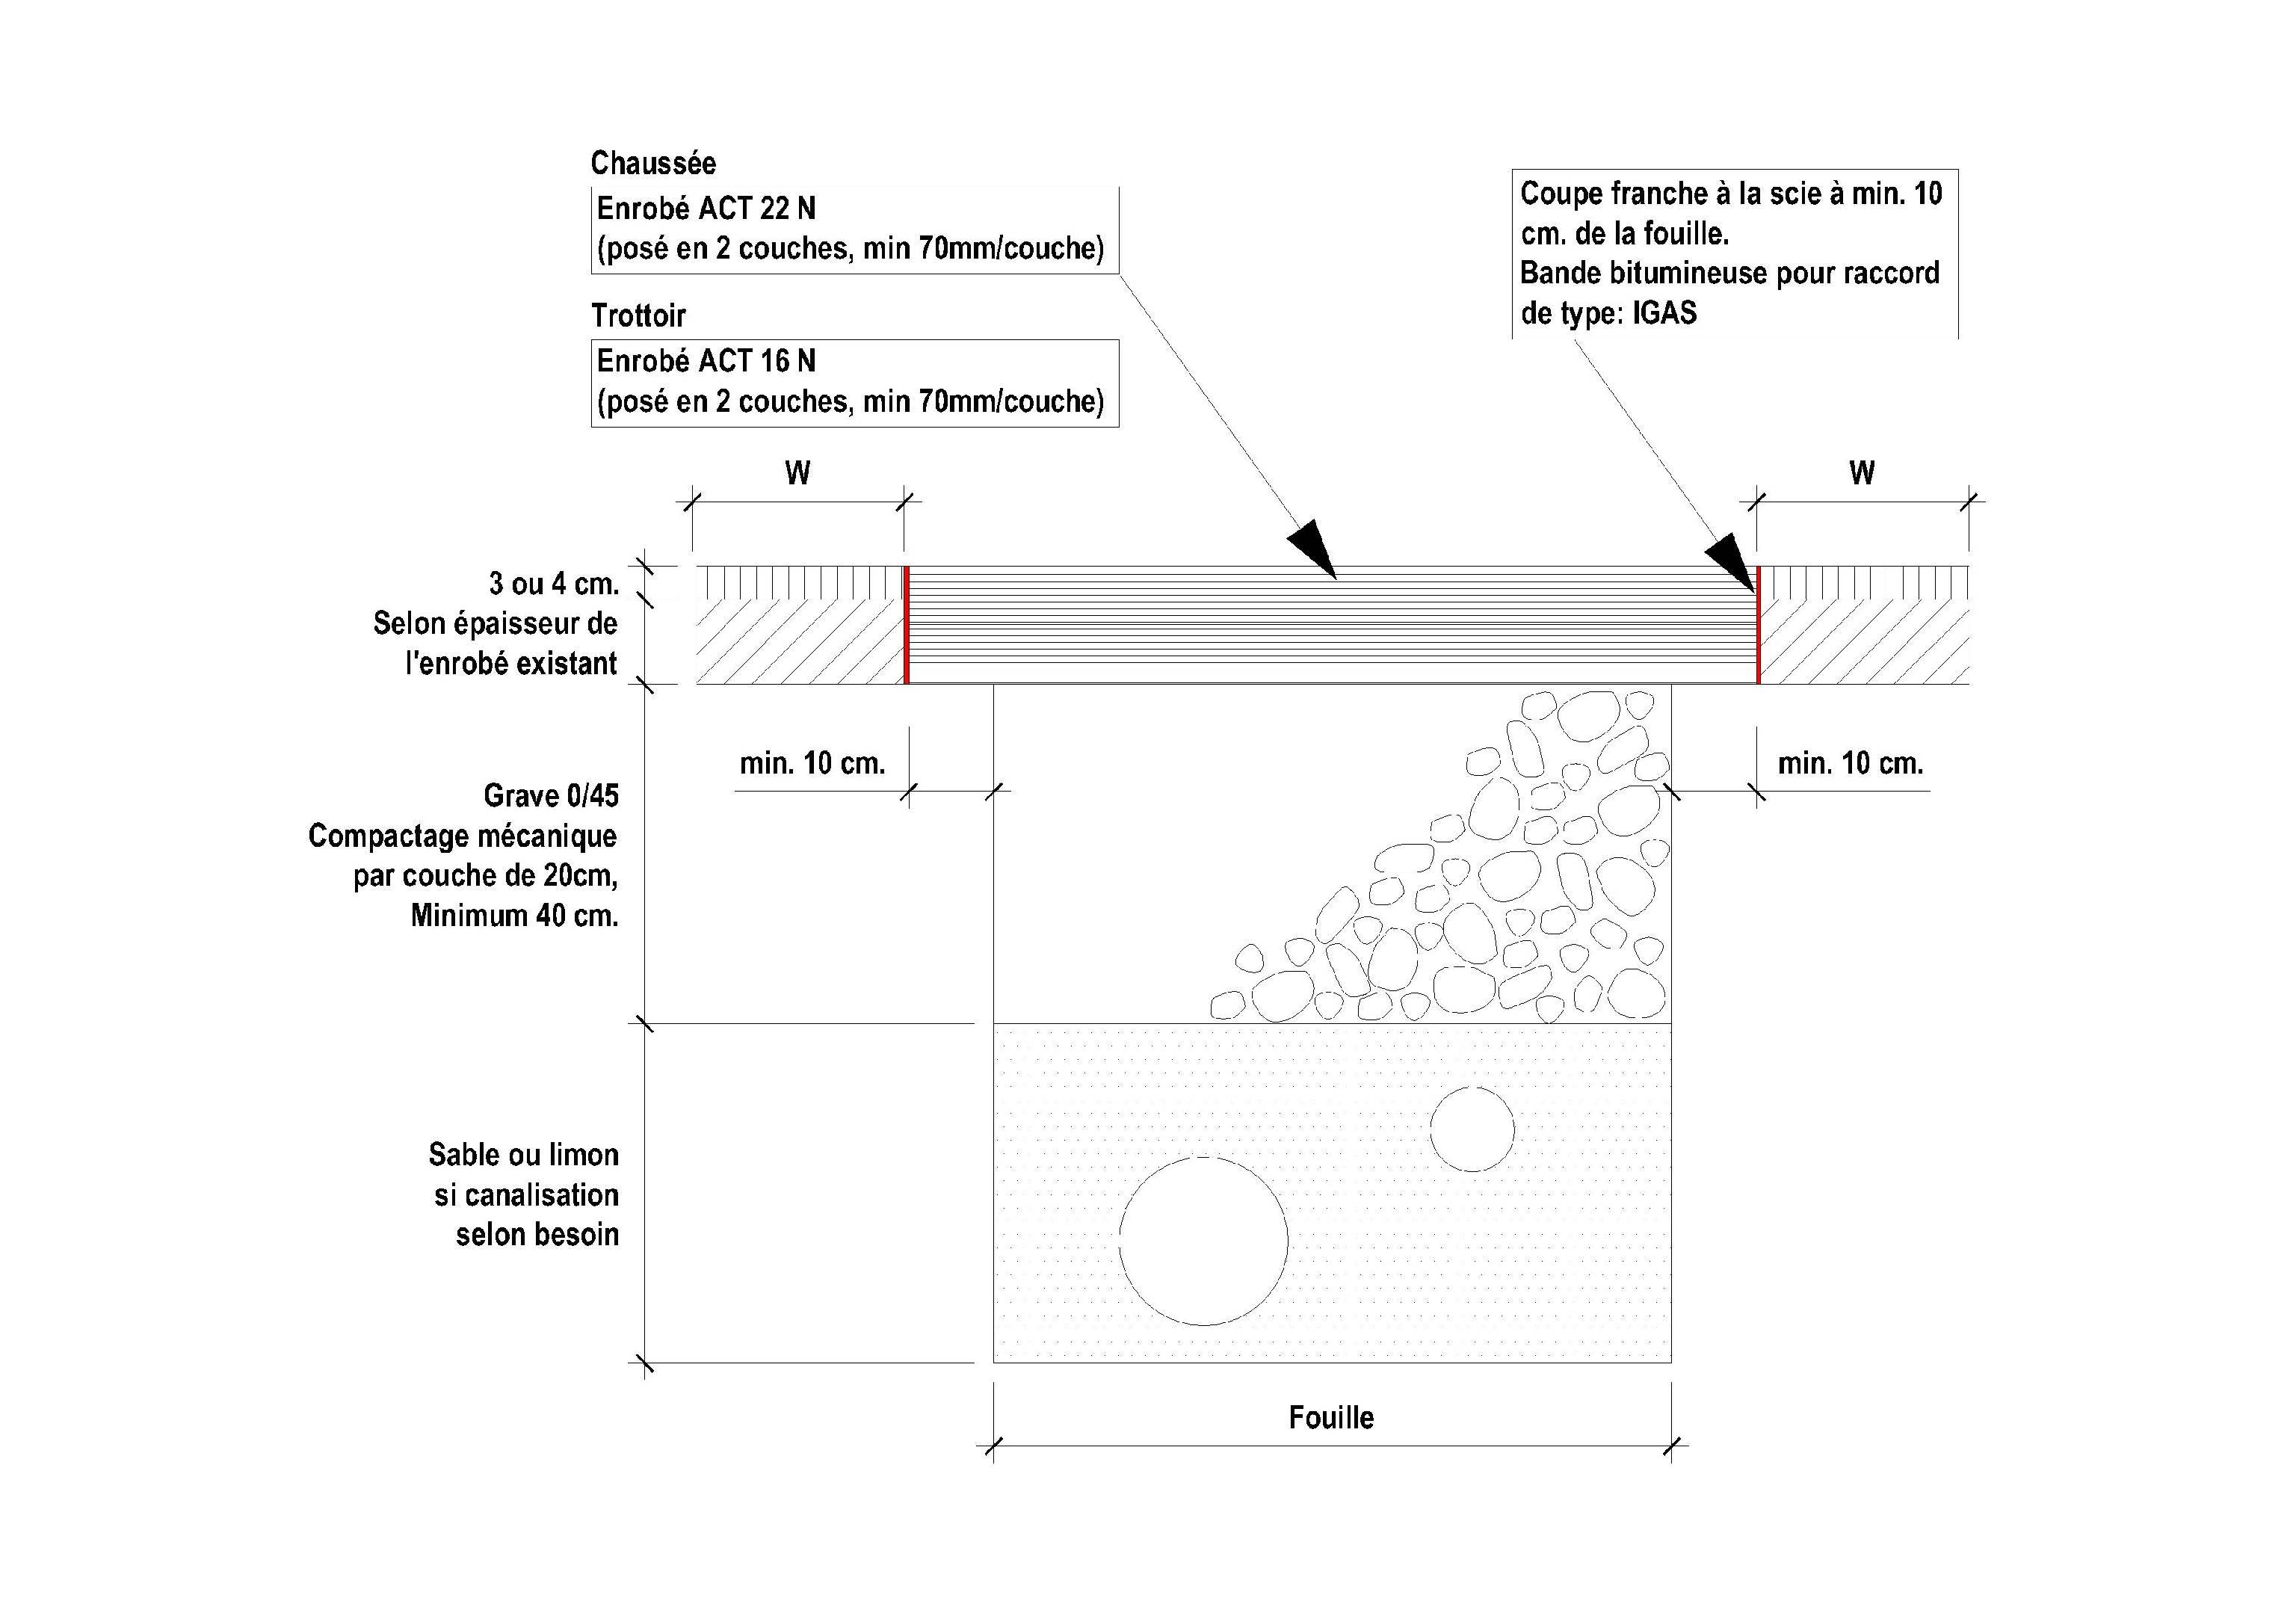 Chaussée
Enrobé ACT 22 N
(posé en 2 couches, min 70mm/couche)
Trottoir
Enrobé ACT 16 N
(posé en 2 couches, min 70mm/couche)
Coupe franche à la scie à min. 10
cm. de la fouille.
Bande bitumineuse pour raccord
de type: IGAS
W
W
3 ou 4 cm.
Selon épaisseur de
l'enrobé existant
min. 10 cm.
min. 10 cm.
Grave 0/45
Compactage mécanique
par couche de 20cm,
Minimum 40 cm.
Sable ou limon
si canalisation
selon besoin
Fouille